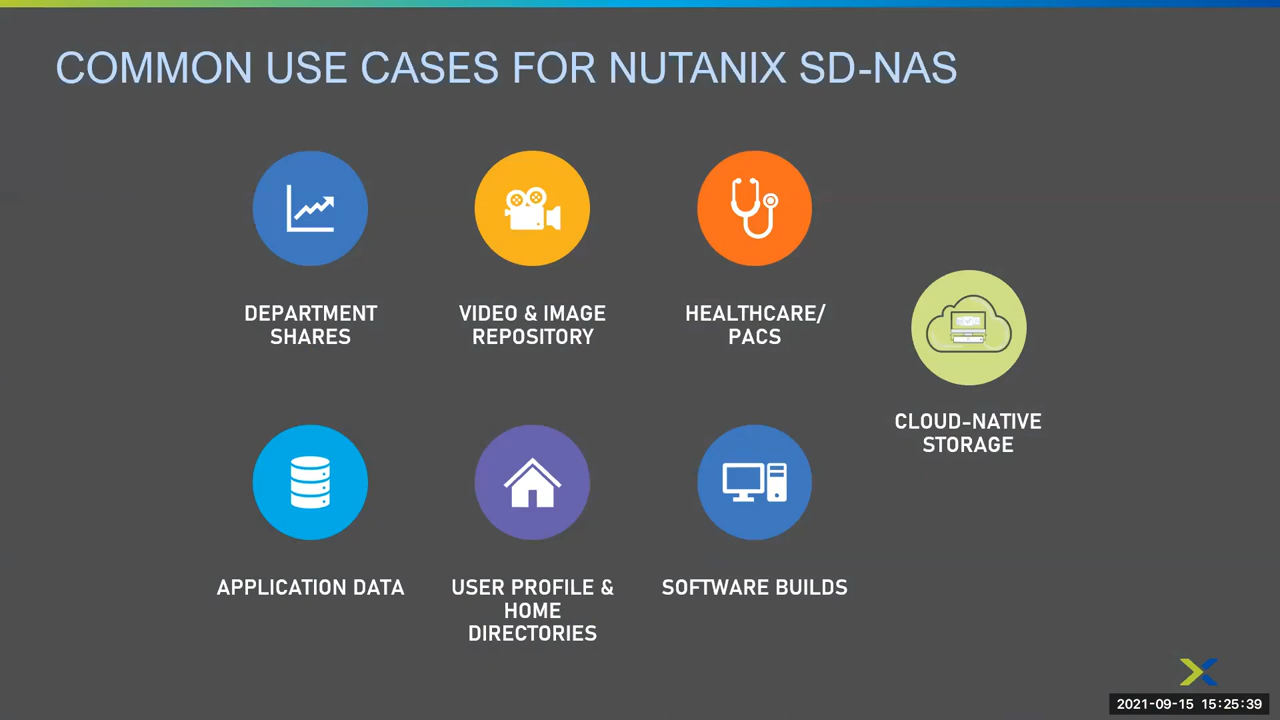 COMMON USE CASES FOR NUTANIX SD-NAS
DEPARTMENT
SHARES
VIDEO & IMAGE
REPOSITORY
HEALTHCARE/
PACS
CLOUD-NATIVE
STORAGE
APPLICATION DATA
USER PROFILE &
HOME
DIRECTORIES
SOFTWARE BUILDS
2021-09-15 15:25:39